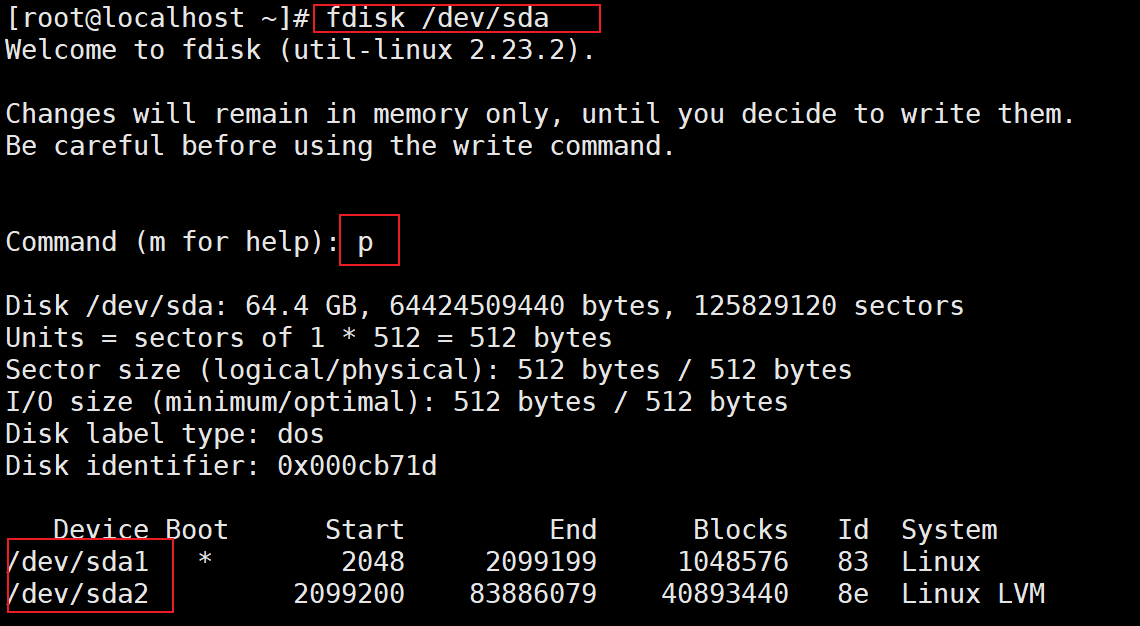 [root@localhost ~]# fdisk /dev/sda
Welcome to fdisk (util-linux 2.23.2).
Changes will remain in memory only, until you decide to write them.
Be careful before using the write command.
Command (m for help): p
Disk /dev/sda: 64.4 GB, 64424509440 bytes, 125829120 sectors
Units = sectors of 1 * 512 = 512 bytes
Sector size (logical/physical): 512 bytes / 512 bytes
I/O size (minimum/optimal): 512 bytes / 512 bytes
Disk label type: dos
Disk identifier: 0x000cb71d
Device Boot Start End Blocks Id System
/dev/sda1 * 2048 2099199 1048576 83 Linux
/dev/sda2 2099200 83886079 40893440 8e Linux LVM